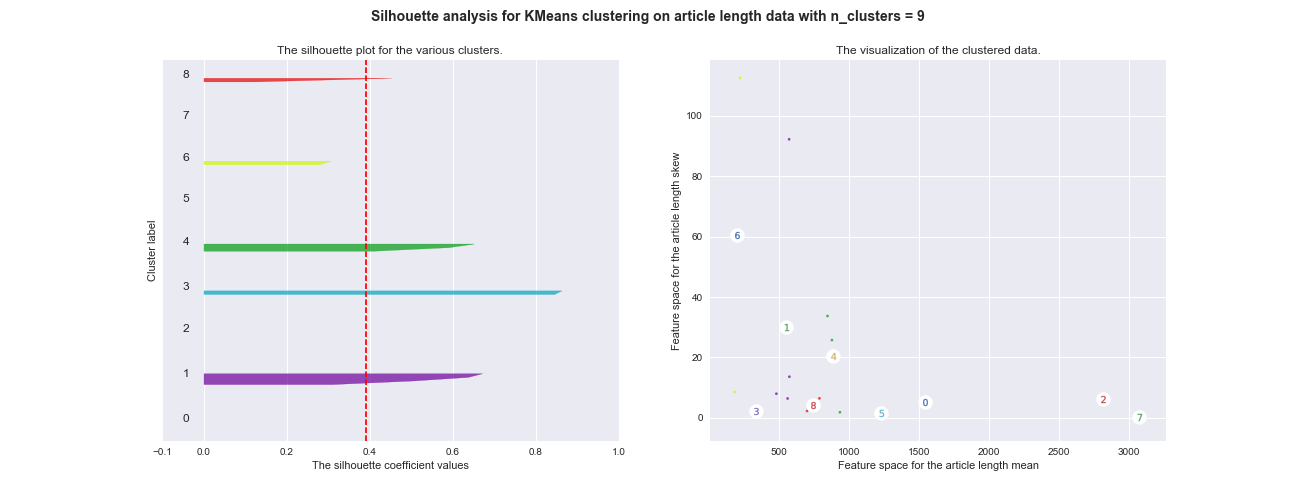 Silhouette analysis for KMeans clustering on article length data with n_clusters = 9
The silhouette plot for the various clusters.
8
7
6
5
4
3
2
1
0
Cluster label
−0.1 0.0 0.2 0.4 0.6 0.8 1.0
The silhouette coefficient values
The visualization of the clustered data.
100
80
60
40
20
0
Feature space for the article length skew
6
1
4
3
8
5
0
2
7
500 1000 1500 2000 2500 3000
Feature space for the article length mean